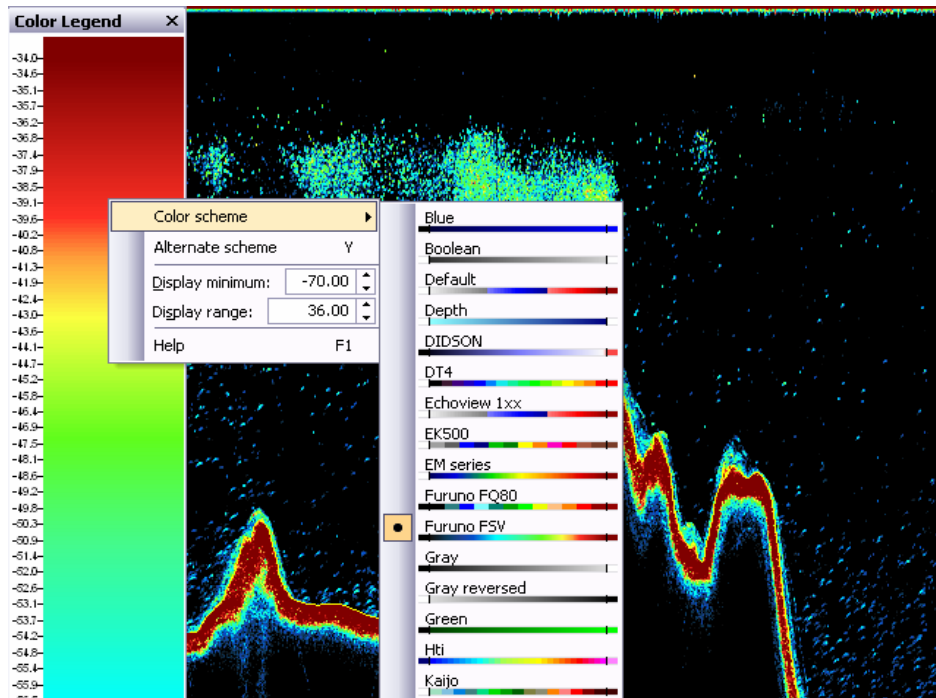 Color Legend
-34.0
-34.6
-35.1
-35.7
-36.2
-36.8
-37.4
-37.9
-38.5
-39.1
-39.6
-40.2
-40.8
-41.3
-41.9
-42.4
-43.0
-43.6
-44.1
-44.7
-45.2
-45.8
-46.4
-46.9
-47.5
-48.1
-48.6
-49.2
-49.8
-50.3
-50.9
-51.4
-52.0
-52.6
-53.1
-53.7
-54.2
-54.8
-55.4
-55.9
Color scheme
Alternate scheme Y
Display minimum: -70.00
Display range: 36.00
Help F1
Blue
Boolean
Default
Depth
DIDSON
DT4
Echoview 1xx
EK500
EM series
Furuno FQ80
Furuno FSV
Gray
Gray reversed
Green
Hti
Kaijo